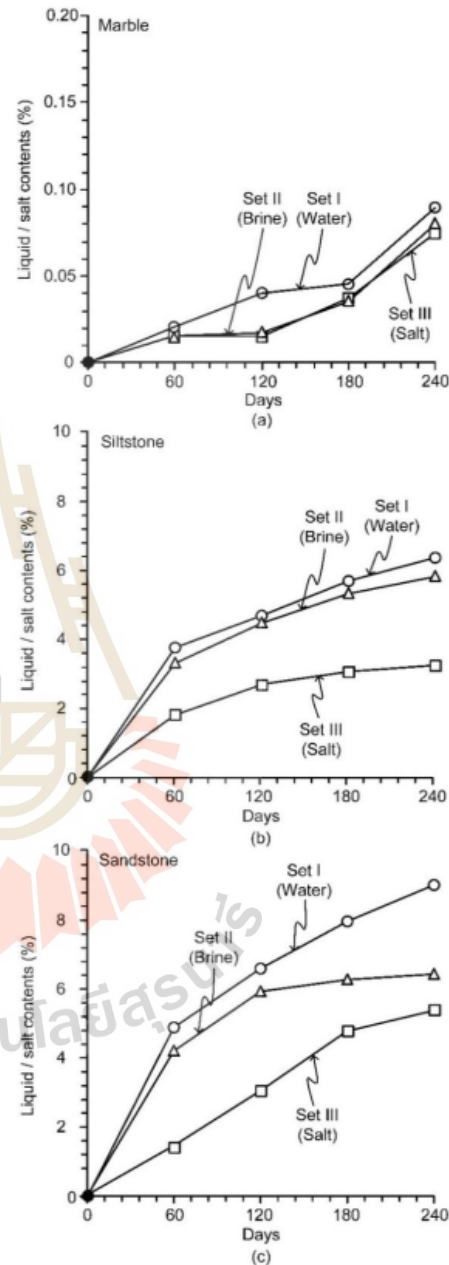 Marble
0.20
0.15
0.10
0.05
0
Liquid / salt contents (%)
Set II
(Brine)
Set I
(Water)
Set III
(Salt)
0 60 120 180 240
Days
(a)
Siltstone
10
8
6
4
2
0
Liquid / salt contents (%)
Set II
(Brine)
Set I
(Water)
Set III
(Salt)
0 60 120 180 240
Days
(b)
Sandstone
10
8
6
4
2
0
Liquid / salt contents (%)
Set I
(Water)
Set II
(Brine)
Set III
(Salt)
0 60 120 180 240
Days
(c)